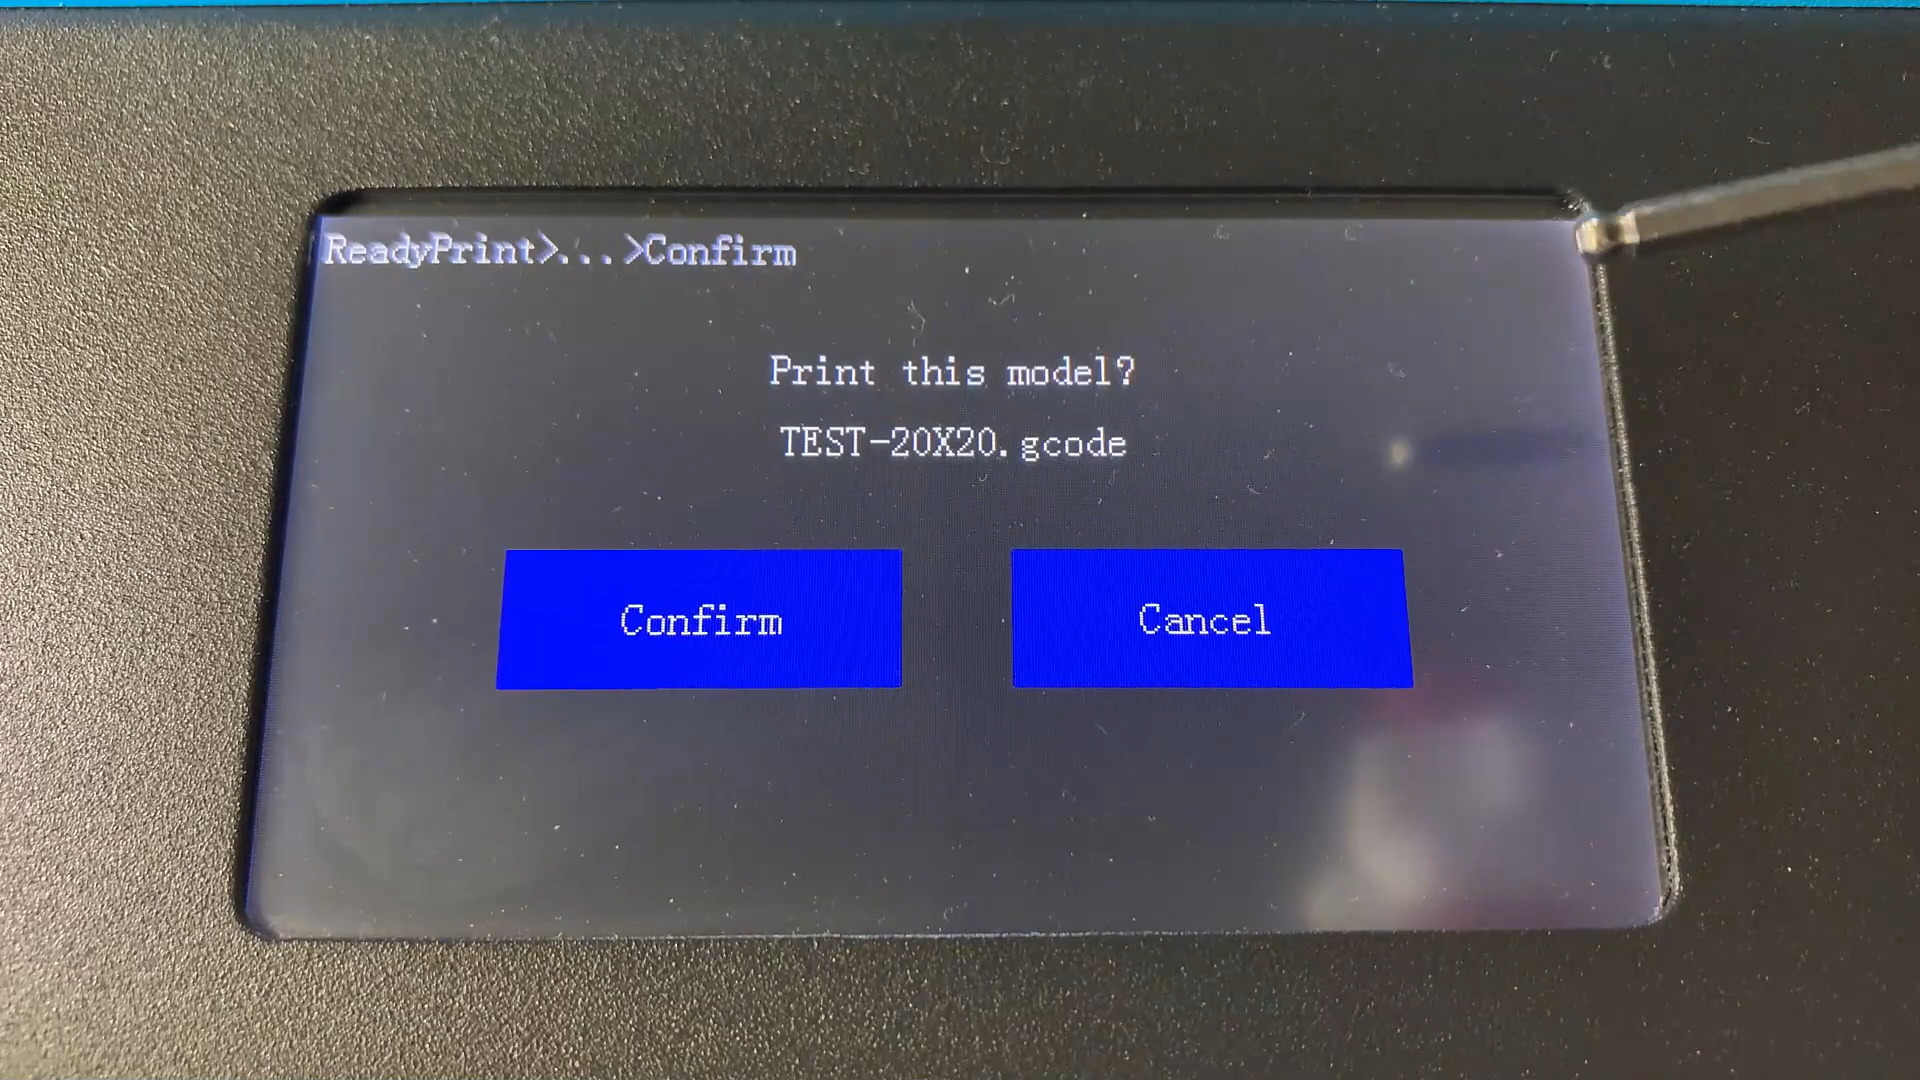 ReadyPrint>...>Confirm
Print this model?
TEST-20X20.gcode
Confirm
Cancel